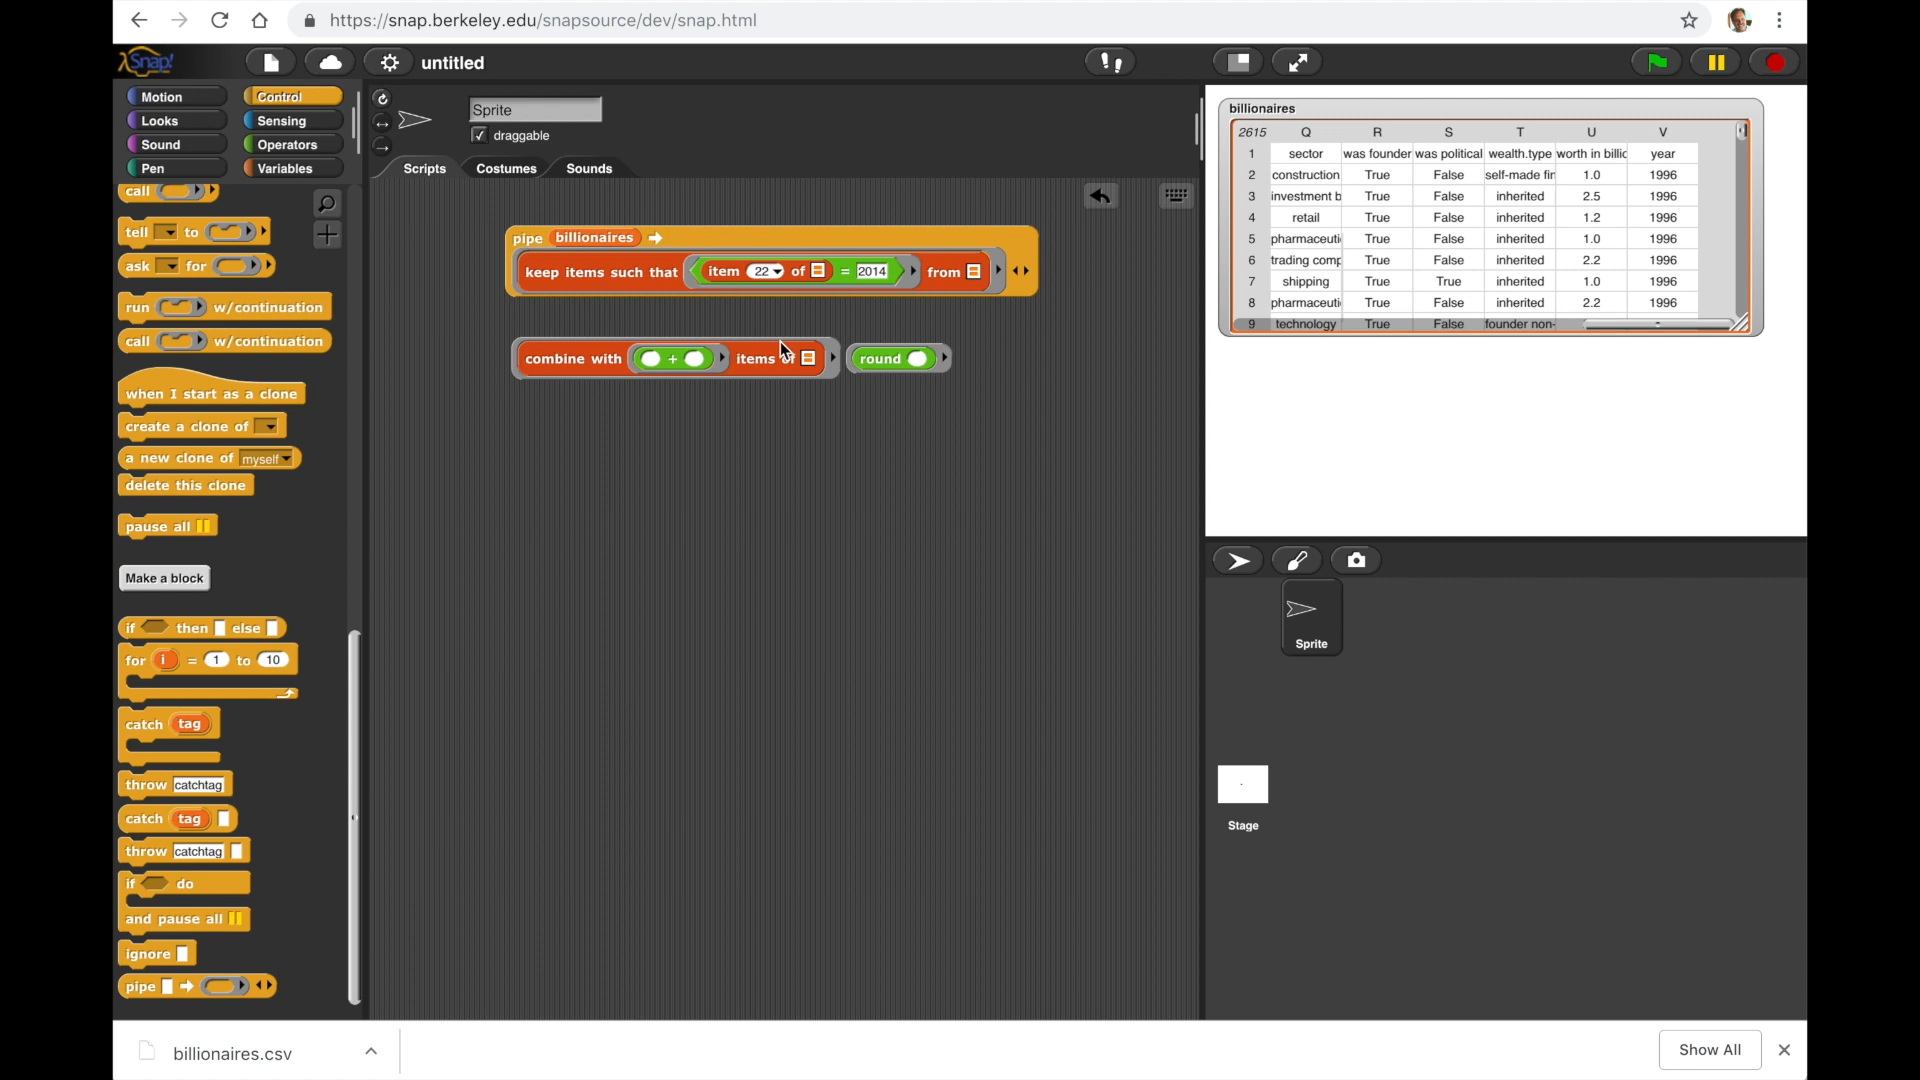 https://snap.berkeley.edu/snapsource/dev/snap.html
Snap!
untitled
Motion
Control
Looks
Sensing
Sound
Operators
Pen
Variables
Sprite
draggable
Scripts
Costumes
Sounds
call
tell to
ask for
run w/continuation
call w/continuation
when I start as a clone
create a clone of
a new clone of myself
delete this clone
pause all
Make a block
if then else
for i = 1 to 10
catch tag
throw catchtag
catch tag
throw catchtag
if do
and pause all
ignore
pipe
pipe billionaires
keep items such that item 22 of = 2014 from
combine with + items of
round
billionaires
2615 Q R S T U V
1 sector was founder was political wealth.type worth in billic year
2 construction True False self-made fin 1.0 1996
3 investment b True False inherited 2.5 1996
4 retail True False inherited 1.2 1996
5 pharmaceuti True False inherited 1.0 1996
6 trading comp True False inherited 2.2 1996
7 shipping True True inherited 1.0 1996
8 pharmaceuti True False inherited 2.2 1996
9 technology True False founder non-
Sprite
Stage
billionaires.csv
Show All